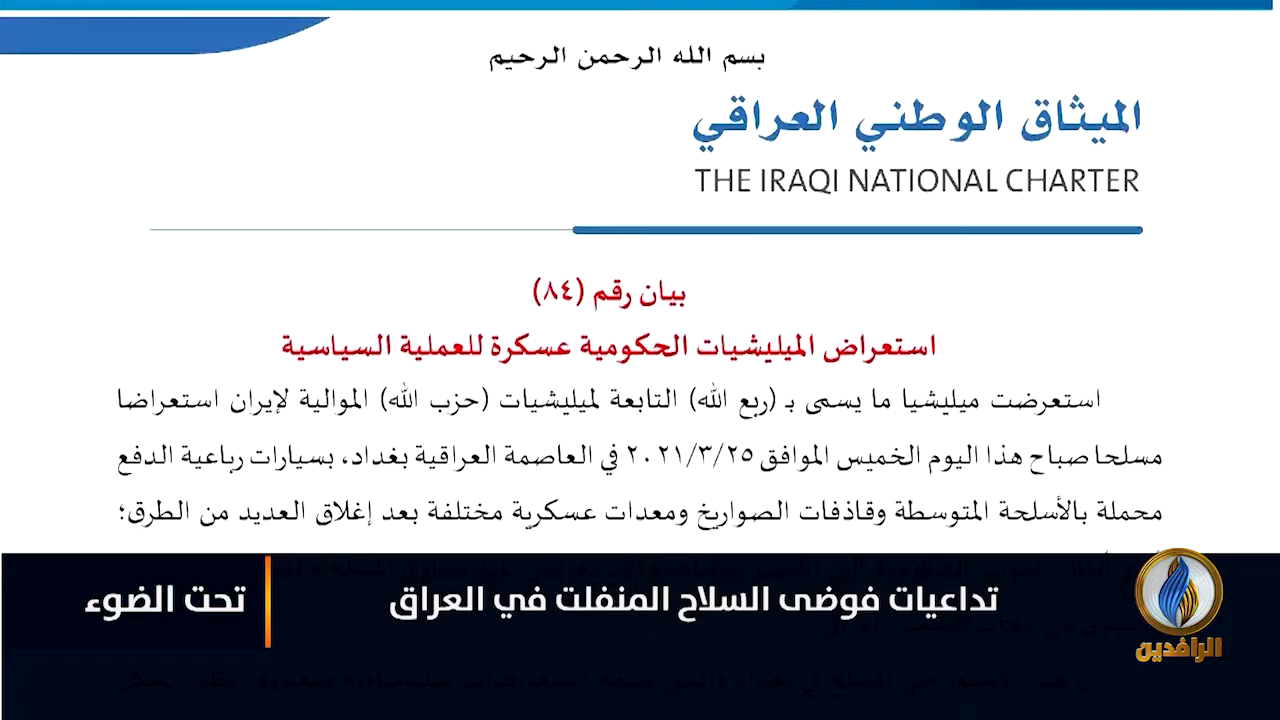 بسم الله الرحمن الرحيم
الميثاق الوطني العراقي
THE IRAQI NATIONAL CHARTER
بيان رقم (٨٤)
استعراض الميليشيات الحكومية عسكرة للعملية السياسية
استعرضت ميليشيا ما يسمى بـ (ربع الله) التابعة لميليشيات (حزب الله) الموالية لإيران استعراضا
مسلحا صباح هذا اليوم الخميس الموافق ٢٠٢١/٣/٢٥ في العاصمة العراقية بغداد، بسيارات رباعية الدفع
محملة بالأسلحة المتوسطة وقاذفات الصواريخ ومعدات عسكرية مختلفة بعد إغلاق العديد من الطرق؛
تداعيات فوضى السلاح المنفلت في العراق
تحت الضوء
الرافدين